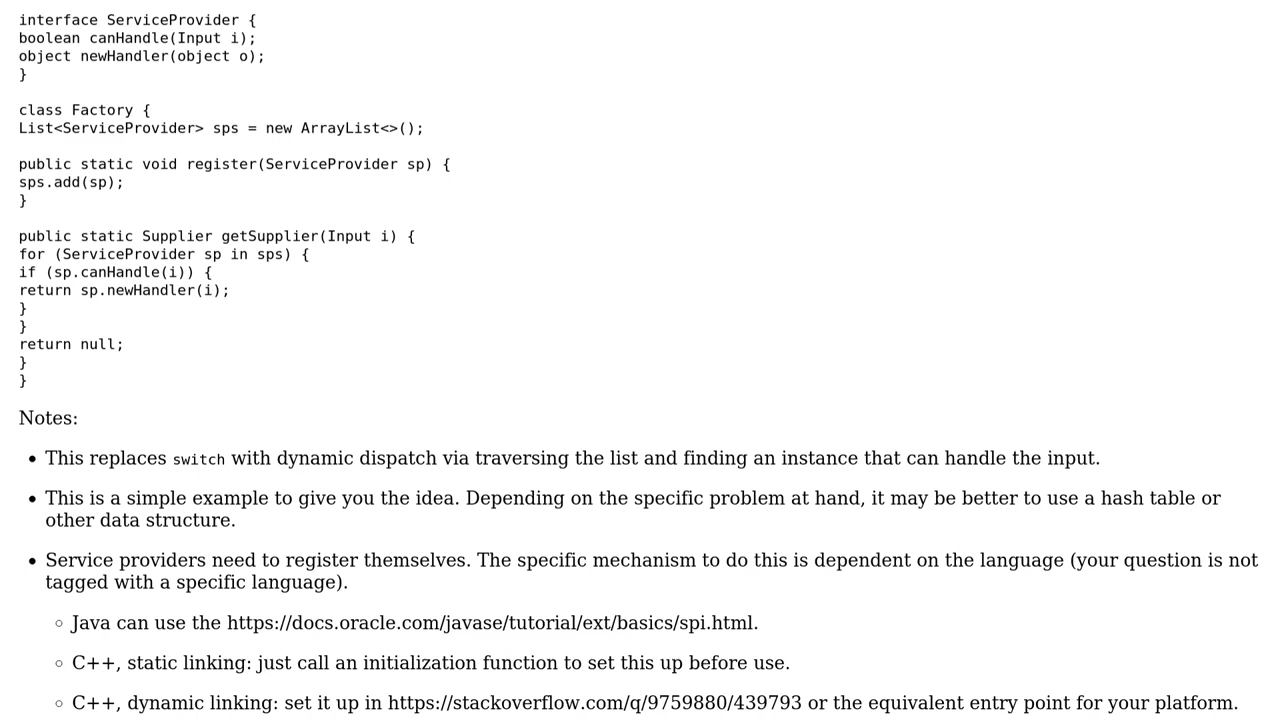 interface ServiceProvider {
boolean canHandle(Input i);
object newHandler(object o);
}

class Factory {
List<ServiceProvider> sps = new ArrayList<>();

public static void register(ServiceProvider sp) {
sps.add(sp);
}

public static Supplier getSupplier(Input i) {
for (ServiceProvider sp in sps) {
if (sp.canHandle(i)) {
return sp.newHandler(i);
}
}
return null;
}
}
Notes:
• This replaces switch with dynamic dispatch via traversing the list and finding an instance that can handle the input.
• This is a simple example to give you the idea. Depending on the specific problem at hand, it may be better to use a hash table or
other data structure.
• Service providers need to register themselves. The specific mechanism to do this is dependent on the language (your question is not
tagged with a specific language).
◦ Java can use the https://docs.oracle.com/javase/tutorial/ext/basics/spi.html.
◦ C++, static linking: just call an initialization function to set this up before use.
◦ C++, dynamic linking: set it up in https://stackoverflow.com/q/9759880/439793 or the equivalent entry point for your platform.